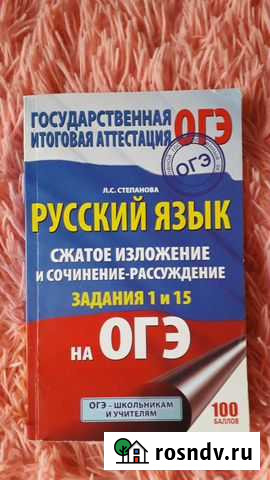 ГОСУДАРСТВЕННАЯ
ИТОГОВАЯ АТТЕСТАЦИЯ
ОГЭ
ОГЭ
Л.С. СТЕПАНОВА
РУССКИЙ ЯЗЫК
СЖАТОЕ ИЗЛОЖЕНИЕ
И СОЧИНЕНИЕ-РАССУЖДЕНИЕ
ЗАДАНИЯ 1 и 15
НА ОГЭ
ОГЭ - ШКОЛЬНИКАМ
И УЧИТЕЛЯМ
100
БАЛЛОВ
rosndv.ru